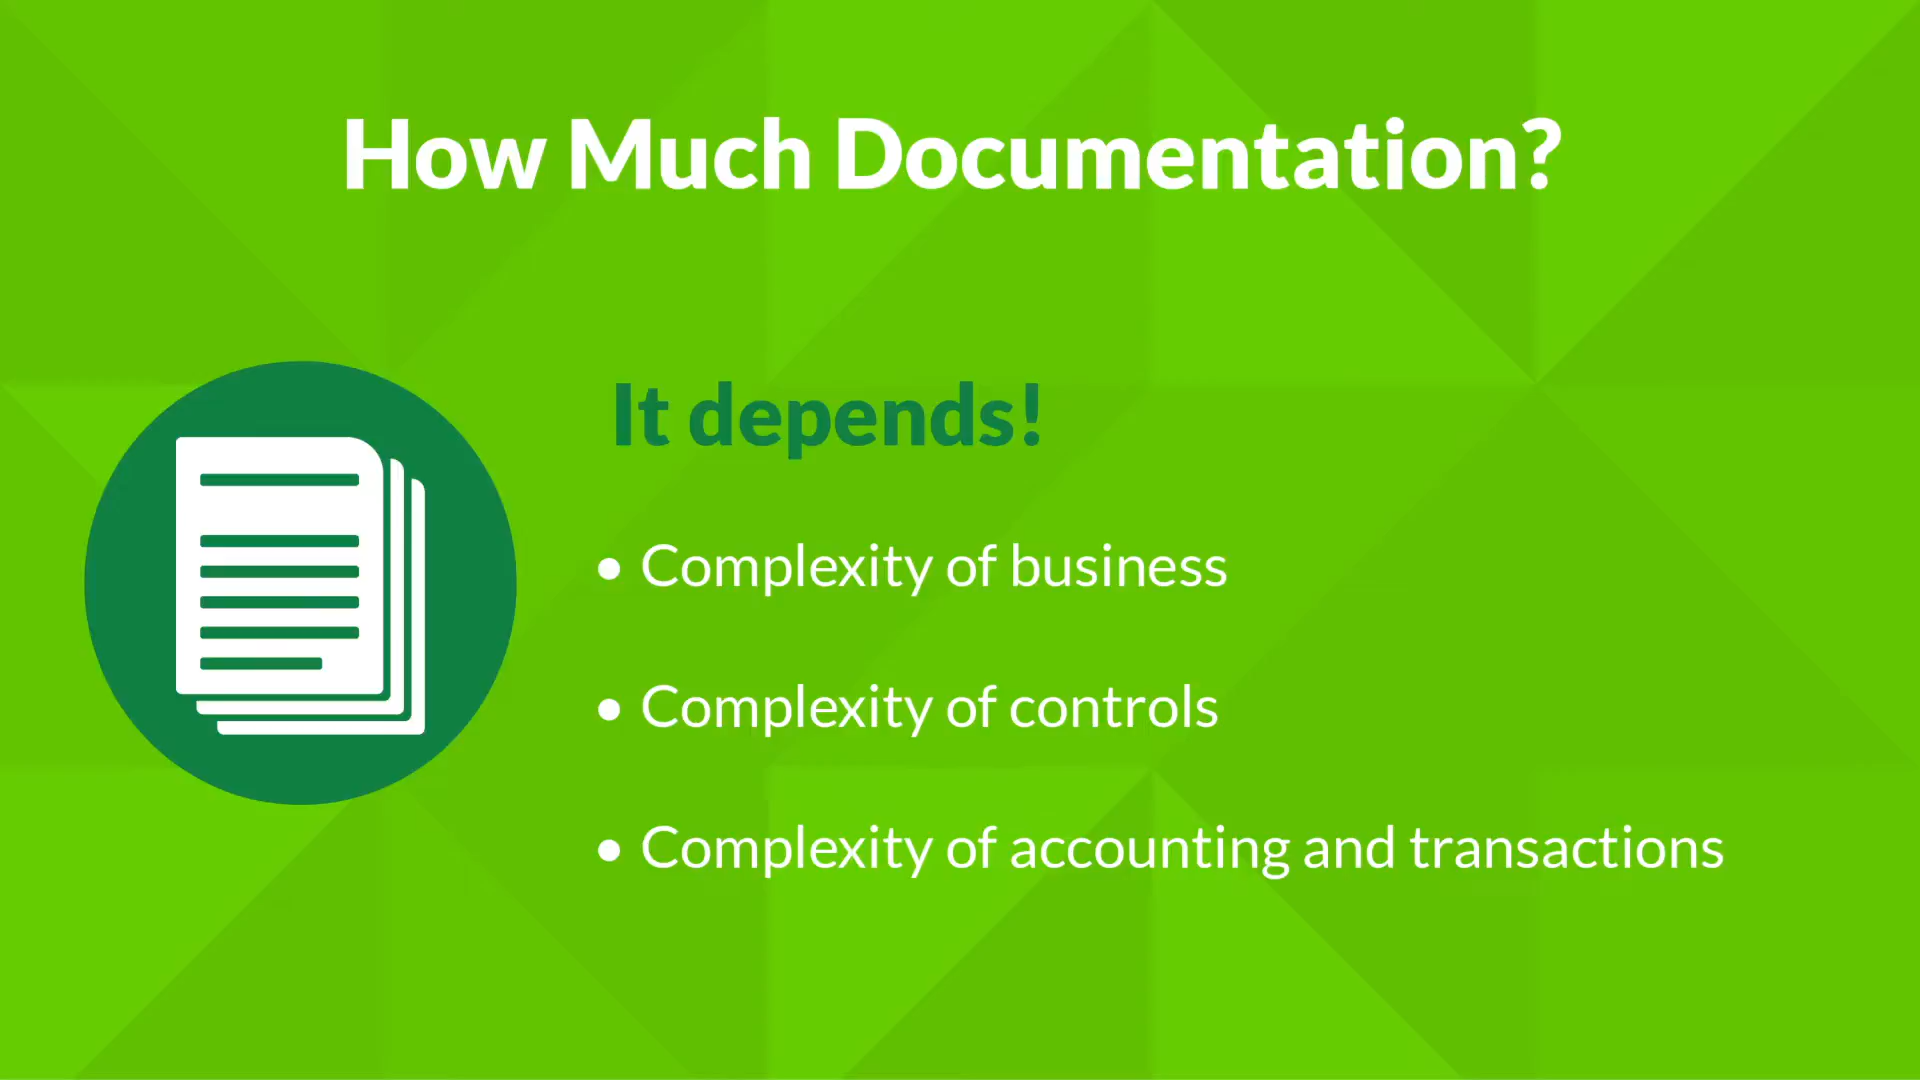 How Much Documentation?
It depends!
• Complexity of business
• Complexity of controls
• Complexity of accounting and transactions